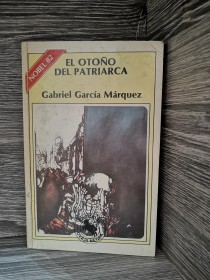 NOBEL 82
EL OTOÑO
DEL PATRIARCA
Gabriel García Márquez